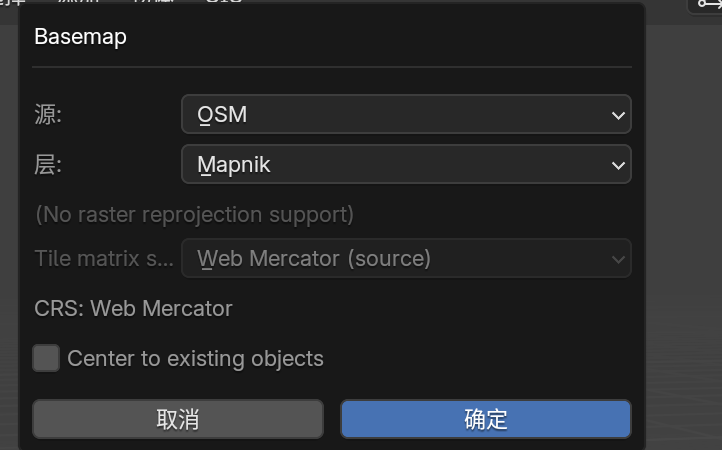 Basemap
源: OSM
层: Mapnik
(No raster reprojection support)
Tile matrix s... Web Mercator (source)
CRS: Web Mercator
Center to existing objects
取消 确定